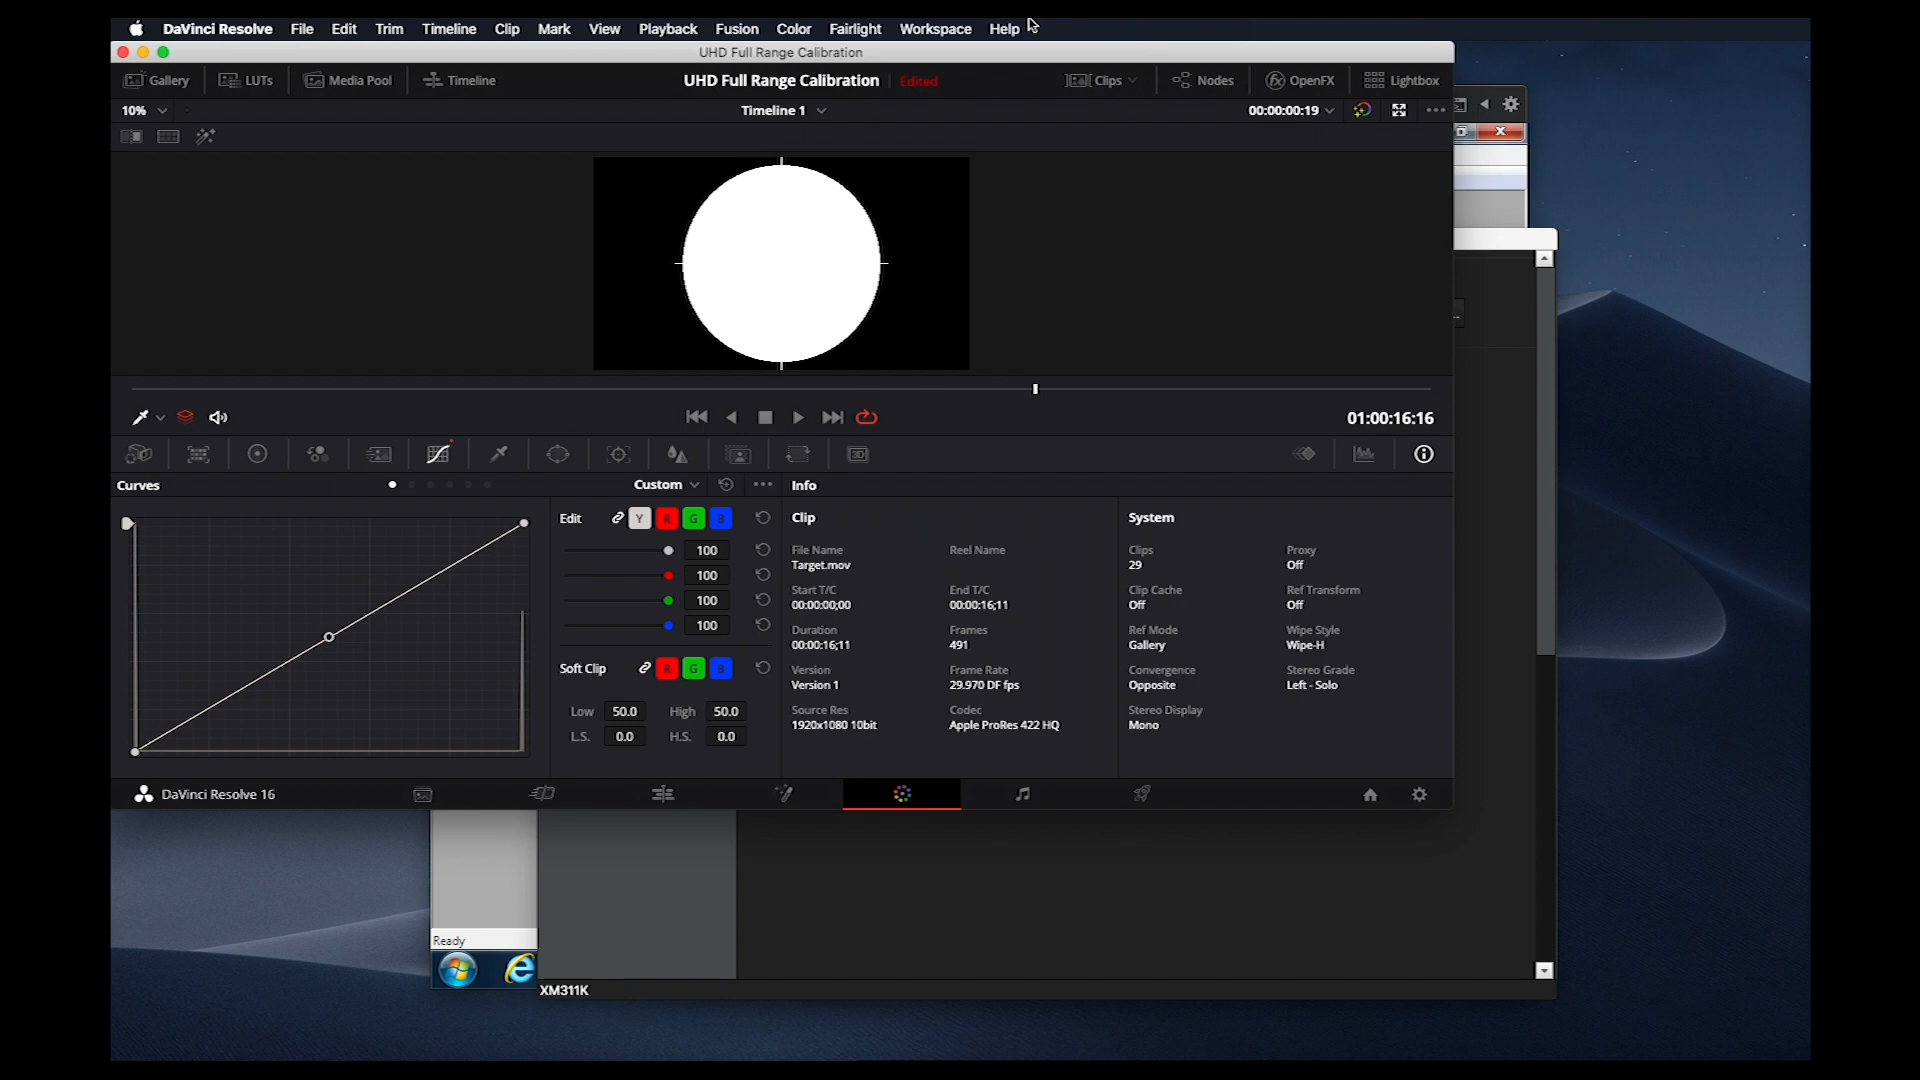 DaVinci Resolve File Edit Trim Timeline Clip Mark View Playback Fusion Color Fairlight Workspace Help
UHD Full Range Calibration
Gallery LUTs Media Pool Timeline UHD Full Range Calibration Edited Clips Nodes OpenFX Lightbox
10% Timeline 1 00:00:00:19
01:00:16:16
3D
Curves Custom Info
Edit Y R G B
100
100
100
100
Soft Clip R G B
Low 50.0 High 50.0
L.S. 0.0 H.S. 0.0
Clip
File Name Reel Name
Target.mov
Start T/C End T/C
00:00:00;00 00:00:16;11
Duration Frames
00:00:16;11 491
Version Frame Rate
Version 1 29.970 DF fps
Source Res Codec
1920x1080 10bit Apple ProRes 422 HQ
System
Clips Proxy
29 Off
Clip Cache Ref Transform
Off Off
Ref Mode Wipe Style
Gallery Wipe-H
Convergence Stereo Grade
Opposite Left - Solo
Stereo Display
Mono
DaVinci Resolve 16
Ready
XM311K